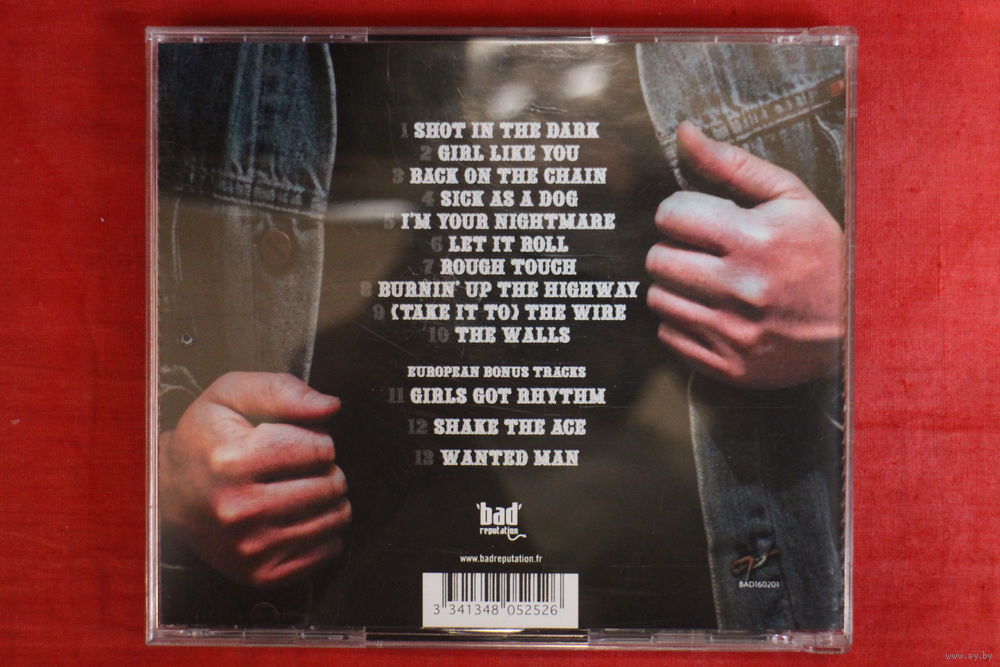 1 SHOT IN THE DARK
2 GIRL LIKE YOU
3 BACK ON THE CHAIN
4 SICK AS A DOG
5 I'M YOUR NIGHTMARE
6 LET IT ROLL
7 ROUGH TOUCH
8 BURNIN' UP THE HIGHWAY
9 (TAKE IT TO) THE WIRE
10 THE WALLS
EUROPEAN BONUS TRACKS
11 GIRLS GOT RHYTHM
12 SHAKE THE ACE
13 WANTED MAN
'bad'
reputation
www.badreputation.fr
BAD160201
3 341348 052526
www.ay.by